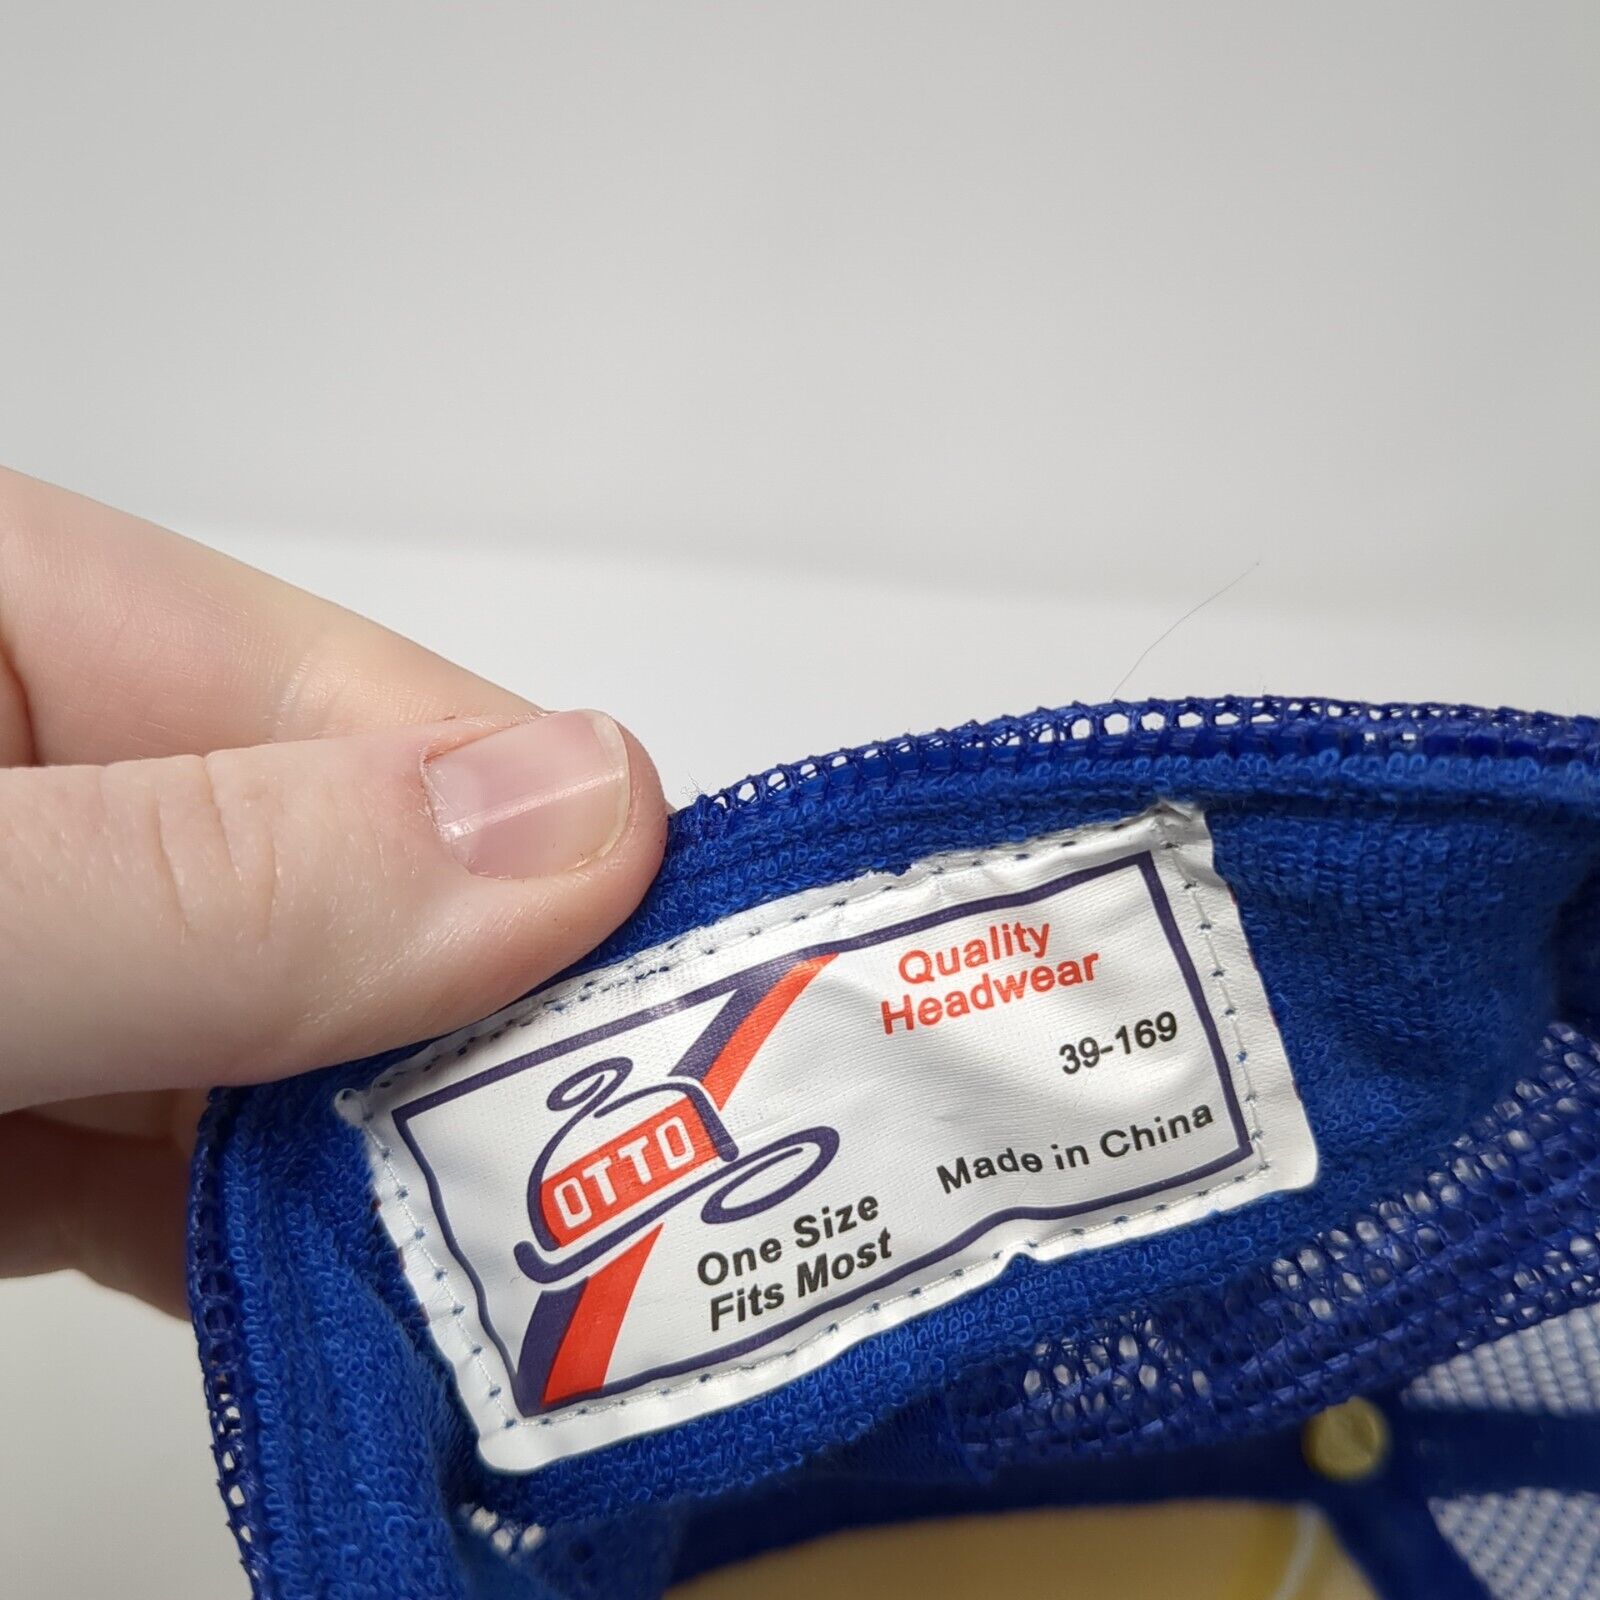 OTTO
Quality
Headwear
39-169
Made in China
One Size
Fits Most